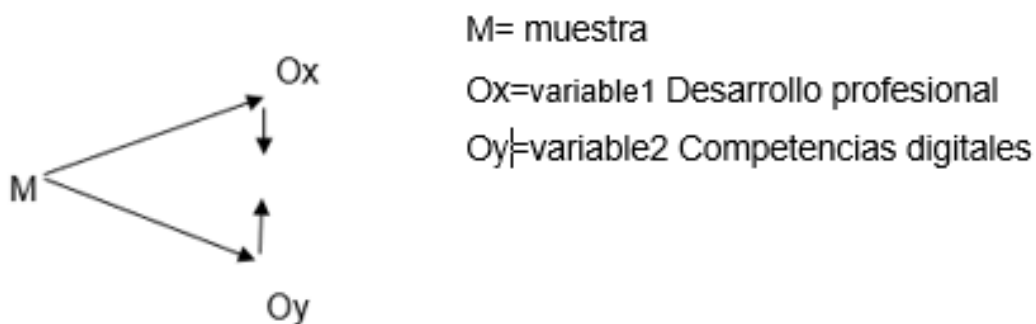 M= muestra
Ox
Ox=variable1 Desarrollo profesional
Oy=variable2 Competencias digitales
M
Oy